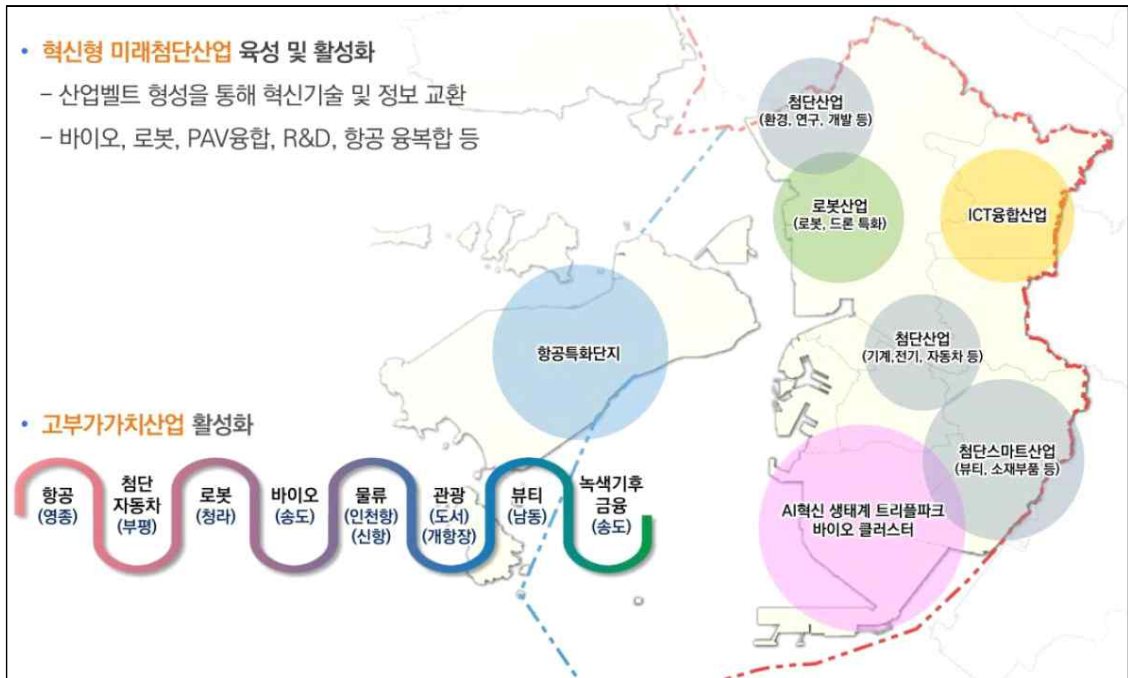 • 혁신형 미래첨단산업 육성 및 활성화
– 산업벨트 형성을 통해 혁신기술 및 정보 교환
– 바이오, 로봇, PAV융합, R&D, 항공 융복합 등
첨단산업
(환경, 연구, 개발 등)
로봇산업
(로봇, 드론 특화)
ICT융합산업
항공특화단지
첨단산업
(기계,전기, 자동차 등)
첨단스마트산업
(뷰티, 소재부품 등)
AI혁신 생태계 트리플파크
바이오 클러스터
• 고부가가치산업 활성화
항공
(영종)
첨단
자동차
(부평)
로봇
(청라)
바이오
(송도)
물류
(인천항)
(신항)
관광
(도서)
(개항장)
뷰티
(남동)
녹색기후
금융
(송도)